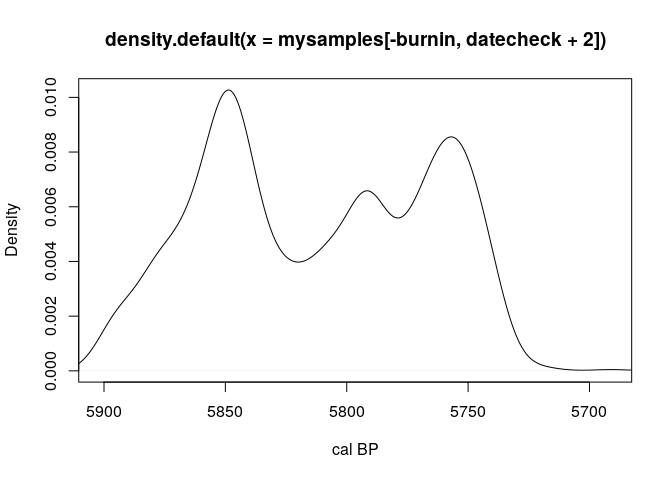 density.default(x = mysamples[-burnin, datecheck + 2])
Density
0.010
0.008
0.006
0.004
0.002
0.000
5900 5850 5800 5750 5700
cal BP